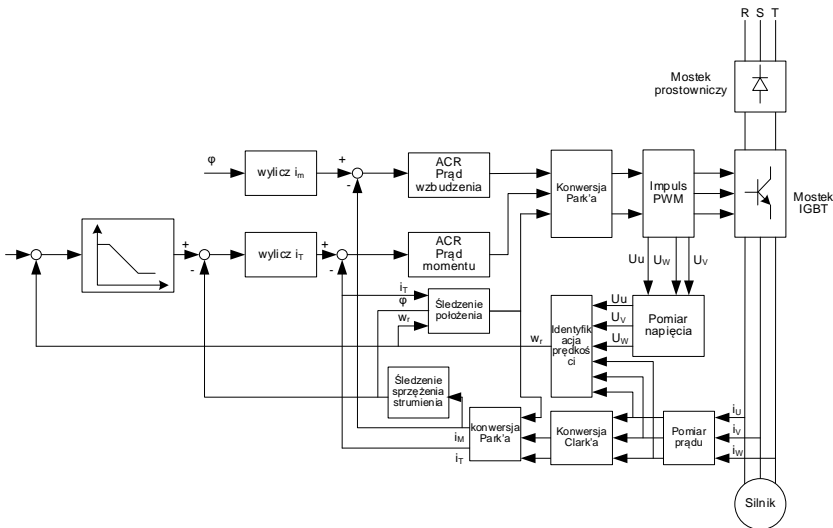 R S T
Mostek
prostowniczy
φ
wylicz im
+
-
ACR
Prąd
wzbudzenia
Konwersja
Park'a
Impuls
PWM
Mostek
IGBT
+
-
wylicz iT
+
-
ACR
Prąd
momentu
Uu UW UV
iT
φ
wr
Śledzenie
położenia
wr
Identyfik
acja
prędkoś
ci
Uu
UV
UW
Pomiar
napięcia
Śledzenie
sprzężenia
strumienia
iM
iT
konwersja
Park'a
Konwersja
Clark'a
Pomiar
prądu
iU
iV
iW
Silnik